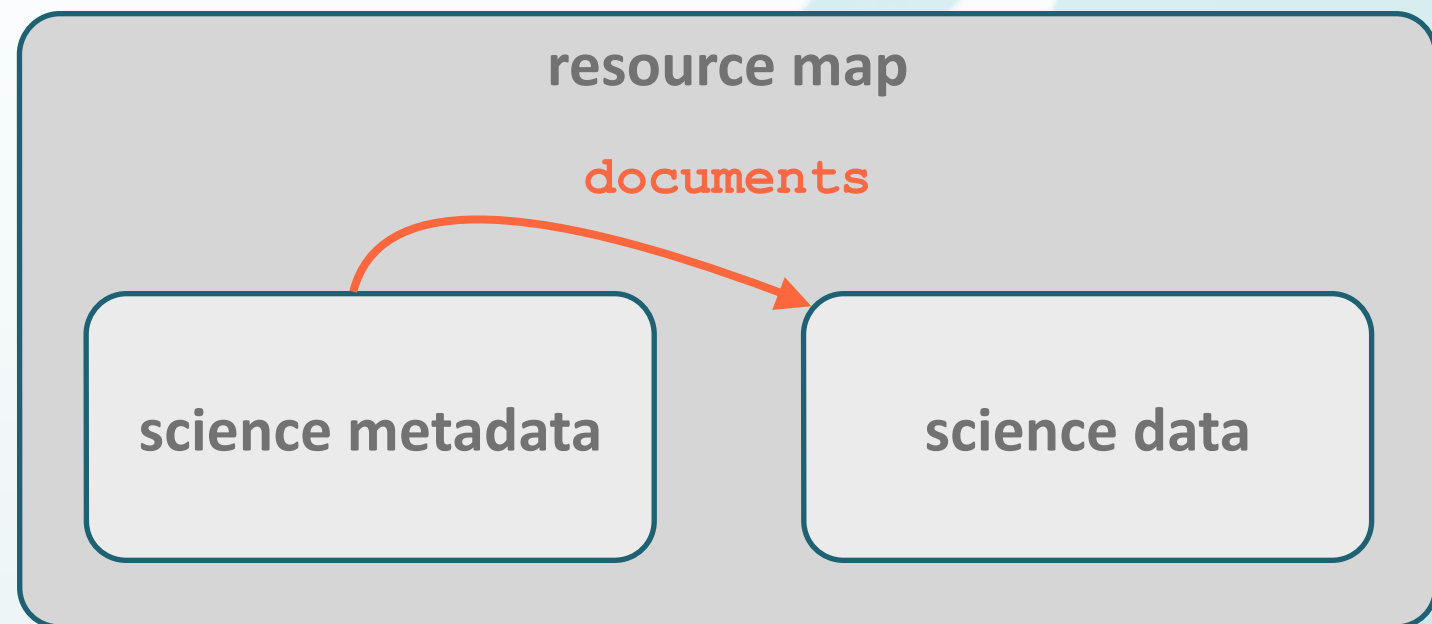 resource map
documents
science metadata
science data